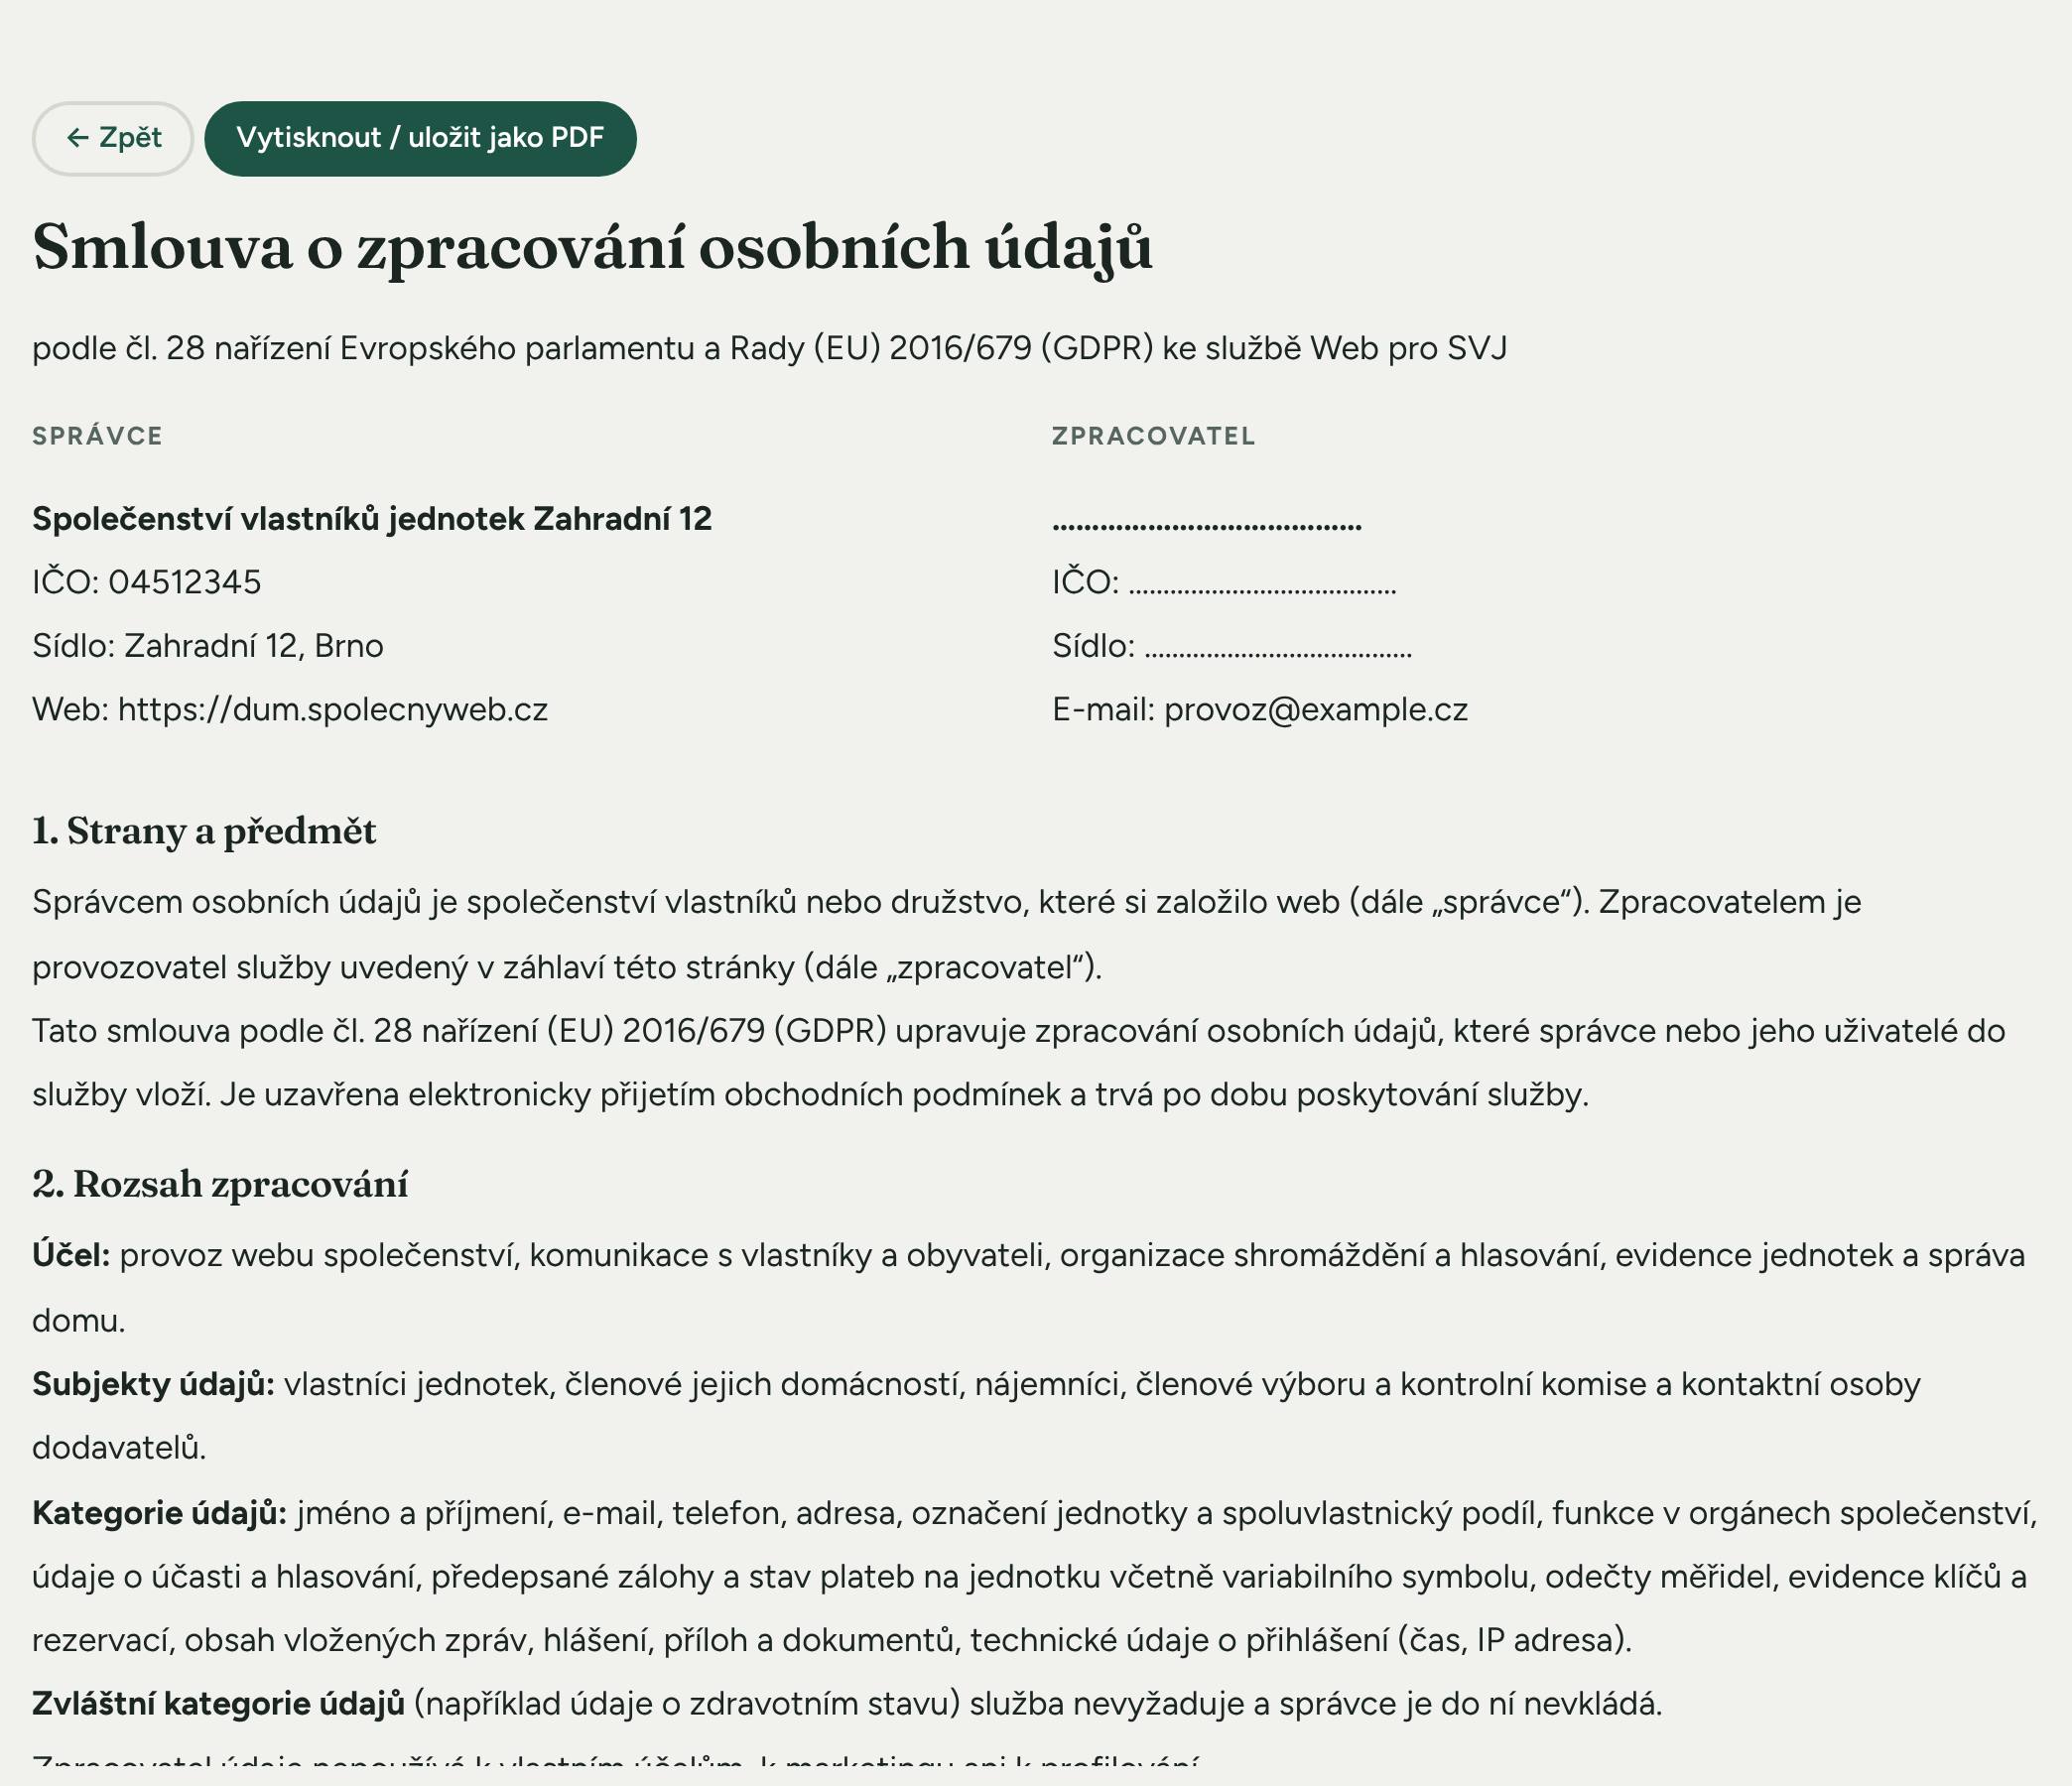 ← Zpět
Vytisknout / uložit jako PDF
Smlouva o zpracování osobních údajů
podle čl. 28 nařízení Evropského parlamentu a Rady (EU) 2016/679 (GDPR) ke službě Web pro SVJ
SPRÁVCE
Společenství vlastníků jednotek Zahradní 12
IČO: 04512345
Sídlo: Zahradní 12, Brno
Web: https://dum.spolecnyweb.cz
ZPRACOVATEL
.......................................
IČO: .......................................
Sídlo: .......................................
E-mail: provoz@example.cz
1. Strany a předmět
Správcem osobních údajů je společenství vlastníků nebo družstvo, které si založilo web (dále „správce“). Zpracovatelem je
provozovatel služby uvedený v záhlaví této stránky (dále „zpracovatel“).
Tato smlouva podle čl. 28 nařízení (EU) 2016/679 (GDPR) upravuje zpracování osobních údajů, které správce nebo jeho uživatelé do
služby vloží. Je uzavřena elektronicky přijetím obchodních podmínek a trvá po dobu poskytování služby.
2. Rozsah zpracování
Účel: provoz webu společenství, komunikace s vlastníky a obyvateli, organizace shromáždění a hlasování, evidence jednotek a správa
domu.
Subjekty údajů: vlastníci jednotek, členové jejich domácností, nájemníci, členové výboru a kontrolní komise a kontaktní osoby
dodavatelů.
Kategorie údajů: jméno a příjmení, e-mail, telefon, adresa, označení jednotky a spoluvlastnický podíl, funkce v orgánech společenství,
údaje o účasti a hlasování, předepsané zálohy a stav plateb na jednotku včetně variabilního symbolu, odečty měřidel, evidence klíčů a
rezervací, obsah vložených zpráv, hlášení, příloh a dokumentů, technické údaje o přihlášení (čas, IP adresa).
Zvláštní kategorie údajů (například údaje o zdravotním stavu) služba nevyžaduje a správce je do ní nevkládá.
Zpracovatel údaje nepoužívá k vlastním účelům, k marketingu ani k profilování.